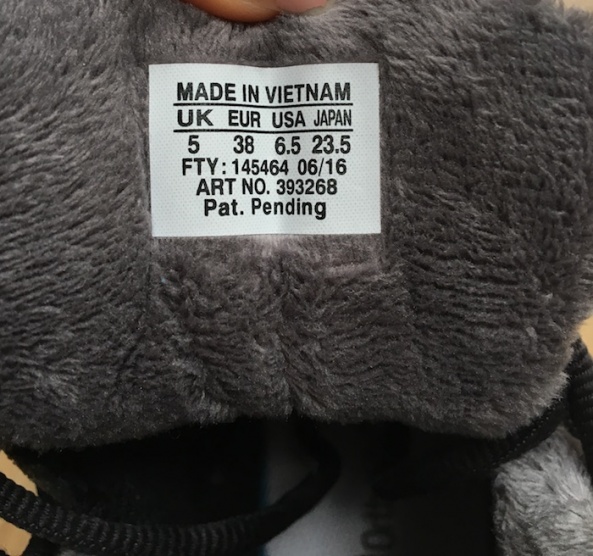 MADE IN VIETNAM
UK EUR USA JAPAN
5 38 6.5 23.5
FTY: 145464 06/16
ART NO. 393268
Pat. Pending